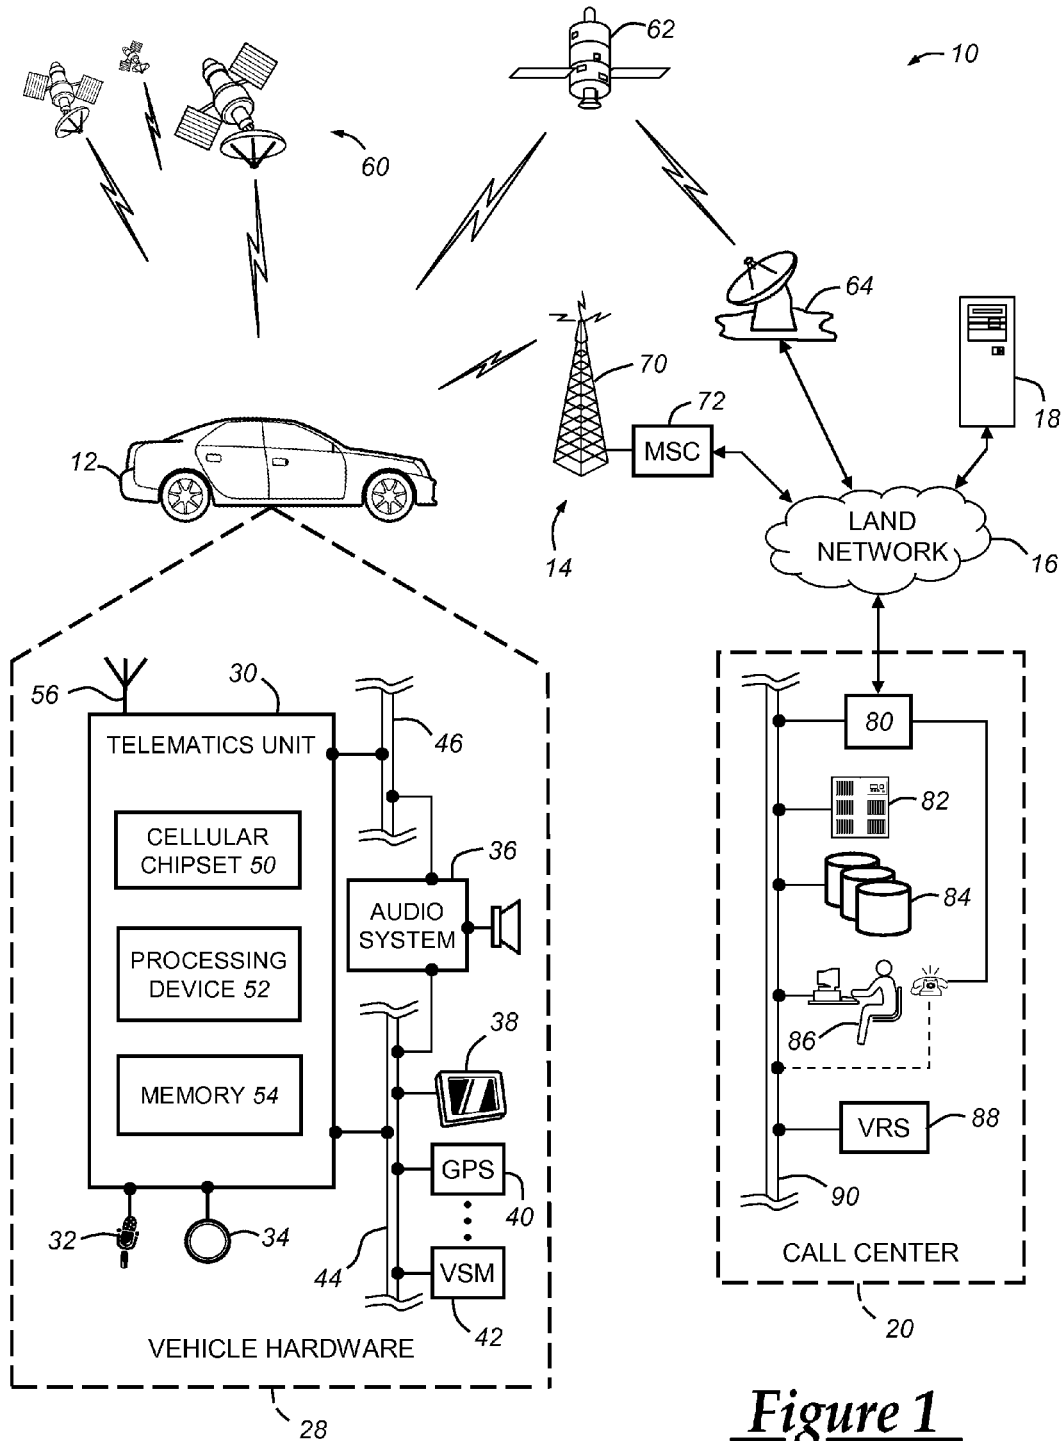 62
10
60
64
70
72
18
MSC
12
LAND
NETWORK
16
14
56
30
46
TELEMATICS UNIT
80
82
CELLULAR
CHIPSET 50
36
AUDIO
SYSTEM
84
PROCESSING
DEVICE 52
38
86
MEMORY 54
VRS
88
GPS
40
90
32
34
44
VSM
42
CALL CENTER
20
VEHICLE HARDWARE
28
Figure 1